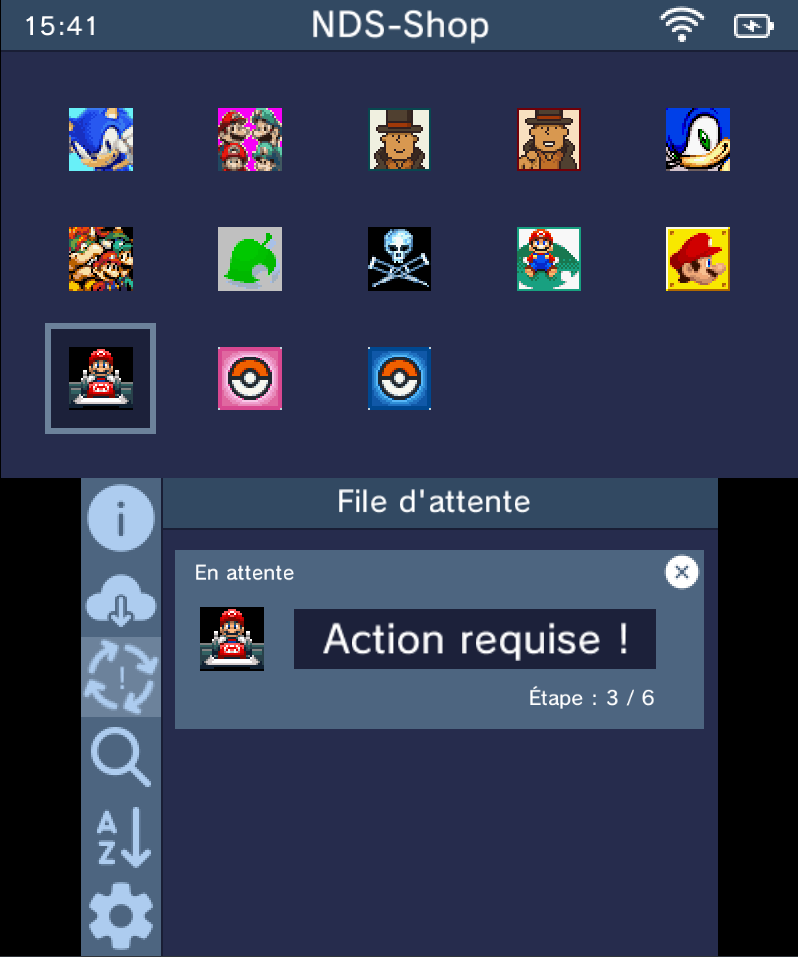 15:41
NDS-Shop
File d'attente
En attente
Action requise !
Étape : 3 / 6
A
Z